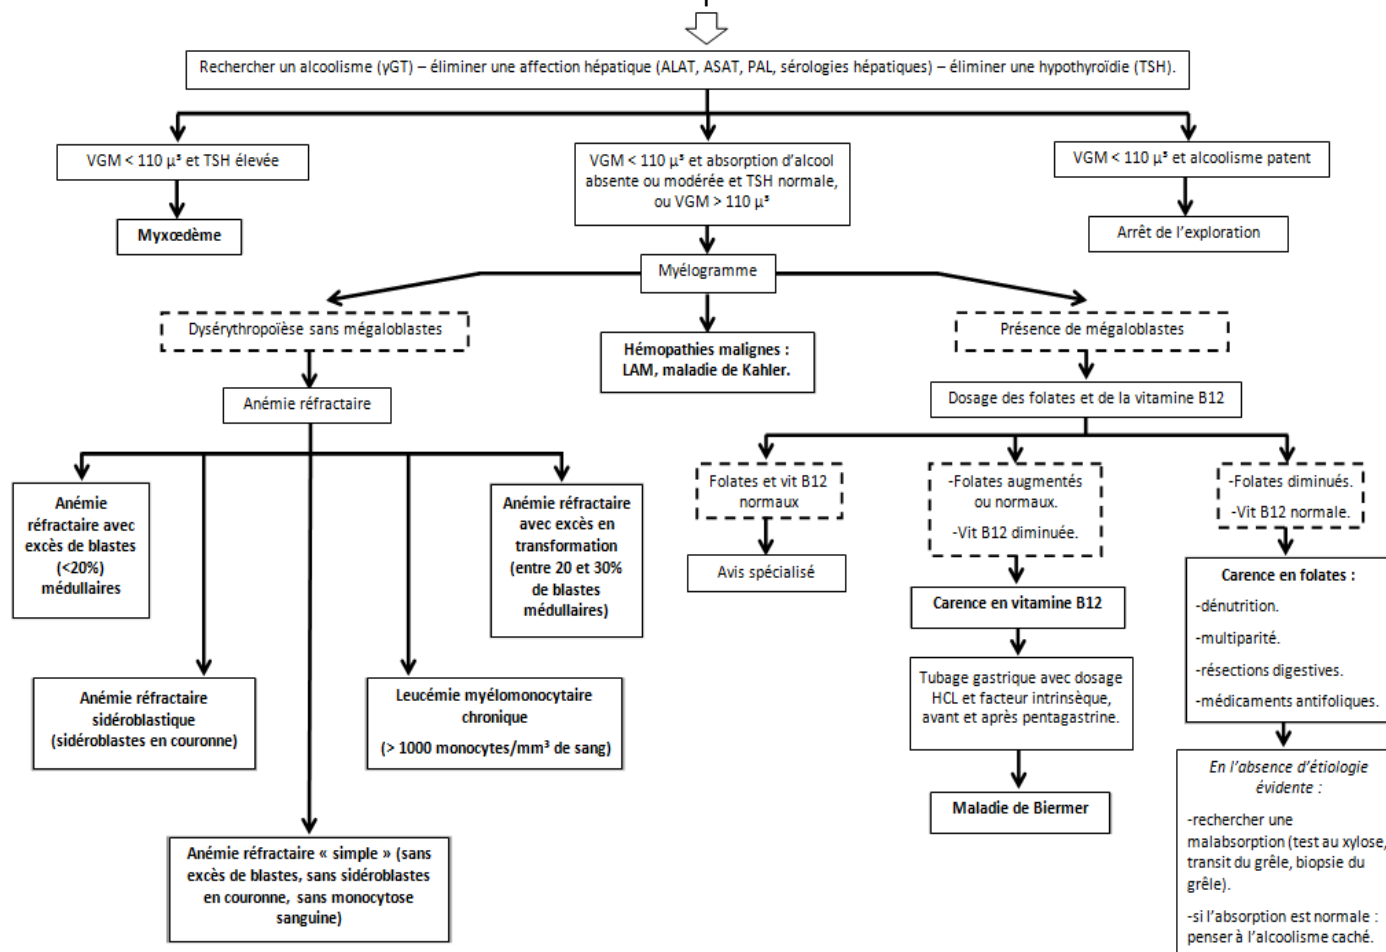 Rechercher un alcoolisme (γGT) – éliminer une affection hépatique (ALAT, ASAT, PAL, sérologies hépatiques) – éliminer une hypothyroïdie (TSH).
VGM < 110 µ³ et TSH élevée
VGM < 110 µ³ et absorption d’alcool
absente ou modérée et TSH normale,
ou VGM > 110 µ³
VGM < 110 µ³ et alcoolisme patent
Myxœdème
Arrêt de l’exploration
Myélogramme
Dysérythropoïèse sans mégaloblastes
Hémopathies malignes :
LAM, maladie de Kahler.
Présence de mégaloblastes
Anémie réfractaire
Dosage des folates et de la vitamine B12
Anémie
réfractaire avec
excès de blastes
(<20%)
médullaires
Anémie réfractaire
avec excès en
transformation
(entre 20 et 30%
de blastes
médullaires)
Folates et vit B12
normaux
-Folates augmentés
ou normaux.
-Vit B12 diminuée.
-Folates diminués.
-Vit B12 normale.
Avis spécialisé
Carence en vitamine B12
Carence en folates :
-dénutrition.
-multiparité.
-résections digestives.
-médicaments antifoliques.
Anémie réfractaire
sidéroblastique
(sidéroblastes en couronne)
Leucémie myélomonocytaire
chronique
(> 1000 monocytes/mm³ de sang)
Tubage gastrique avec dosage
HCL et facteur intrinsèque,
avant et après pentagastrine.
Maladie de Biermer
En l’absence d’étiologie
évidente :
-rechercher une
malabsorption (test au xylose,
transit du grêle, biopsie du
grêle).
-si l’absorption est normale :
penser à l’alcoolisme caché.
Anémie réfractaire « simple » (sans
excès de blastes, sans sidéroblastes
en couronne, sans monocytose
sanguine)